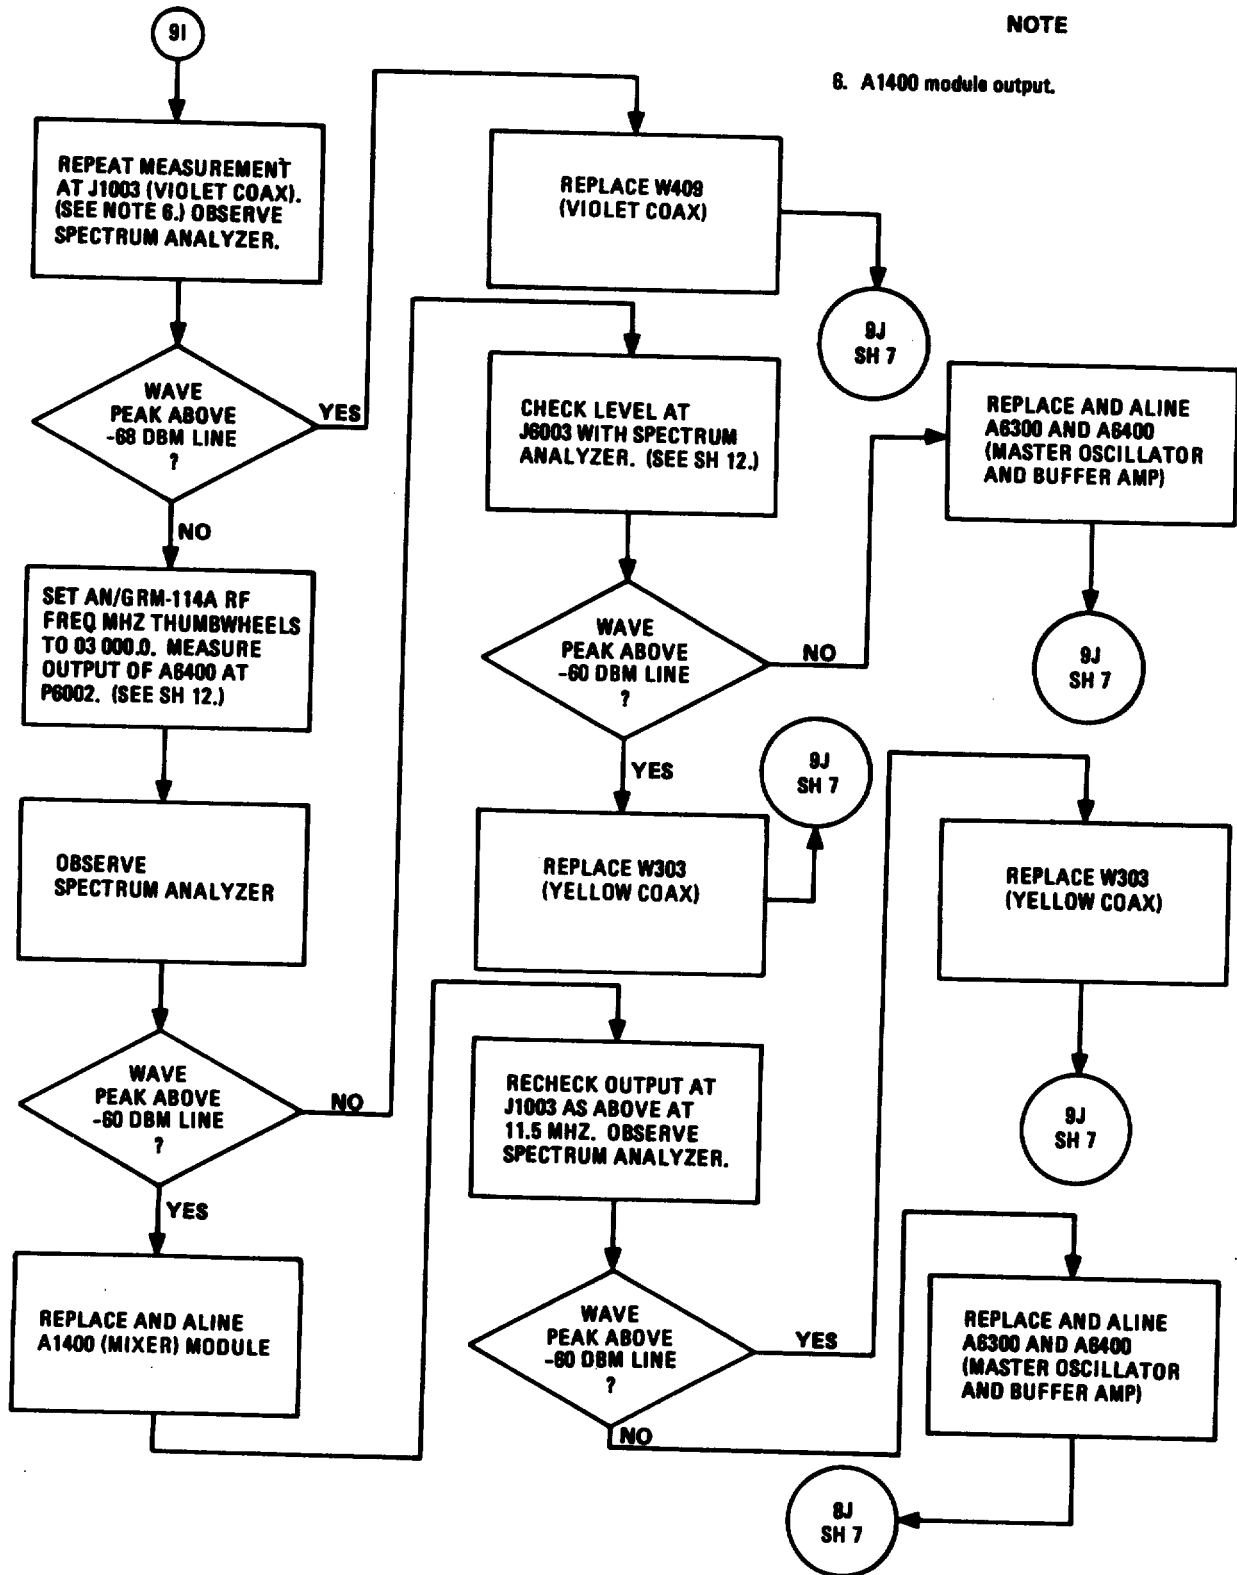 9I
NOTE
6. A1400 module output.
REPEAT MEASUREMENT
AT J1003 (VIOLET COAX).
(SEE NOTE 6.) OBSERVE
SPECTRUM ANALYZER.
WAVE
PEAK ABOVE
-68 DBM LINE
?
YES
NO
REPLACE W409
(VIOLET COAX)
9J
SH 7
SET AN/GRM-114A RF
FREQ MHZ THUMBWHEELS
TO 03 000.0. MEASURE
OUTPUT OF A6400 AT
P6002. (SEE SH 12.)
OBSERVE
SPECTRUM ANALYZER
WAVE
PEAK ABOVE
-60 DBM LINE
?
NO
YES
REPLACE AND ALINE
A1400 (MIXER) MODULE
CHECK LEVEL AT
J6003 WITH SPECTRUM
ANALYZER. (SEE SH 12.)
WAVE
PEAK ABOVE
-60 DBM LINE
?
NO
YES
REPLACE AND ALINE
A6300 AND A6400
(MASTER OSCILLATOR
AND BUFFER AMP)
9J
SH 7
REPLACE W303
(YELLOW COAX)
9J
SH 7
RECHECK OUTPUT AT
J1003 AS ABOVE AT
11.5 MHZ. OBSERVE
SPECTRUM ANALYZER.
WAVE
PEAK ABOVE
-60 DBM LINE
?
YES
NO
REPLACE W303
(YELLOW COAX)
9J
SH 7
REPLACE AND ALINE
A6300 AND A6400
(MASTER OSCILLATOR
AND BUFFER AMP)
8J
SH 7